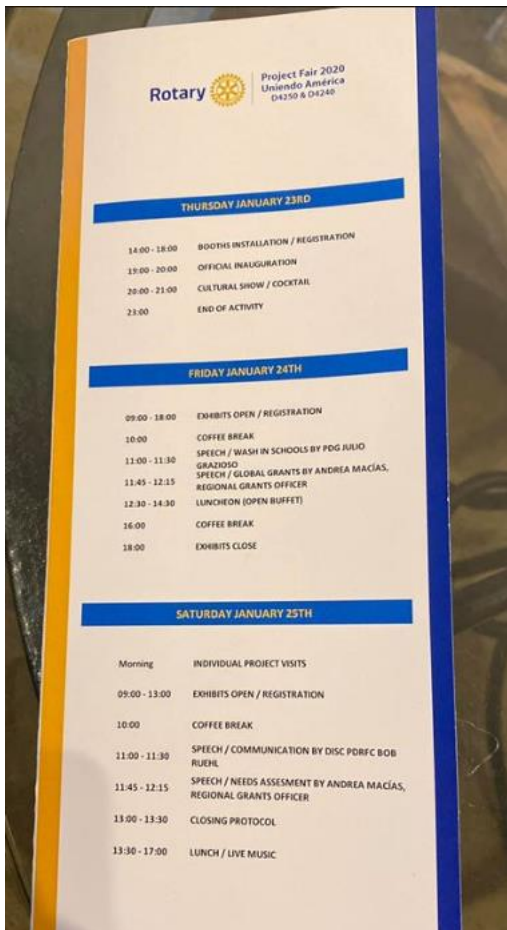 Rotary
Project Fair 2020
Uniendo América
D4250 & D4240
THURSDAY JANUARY 23RD
14:00 - 18:00 BOOTHS INSTALLATION / REGISTRATION
19:00 - 20:00 OFFICIAL INAUGURATION
20:00 - 21:00 CULTURAL SHOW / COCKTAIL
23:00 END OF ACTIVITY
FRIDAY JANUARY 24TH
09:00 - 18:00 EXHIBITS OPEN / REGISTRATION
10:00 COFFEE BREAK
11:00 - 11:30 SPEECH / WASH IN SCHOOLS BY PDG JULIO
GRAZIOSO
11:45 - 12:15 SPEECH / GLOBAL GRANTS BY ANDREA MACÍAS,
REGIONAL GRANTS OFFICER
12:30 - 14:30 LUNCHEON (OPEN BUFFET)
16:00 COFFEE BREAK
18:00 EXHIBITS CLOSE
SATURDAY JANUARY 25TH
Morning INDIVIDUAL PROJECT VISITS
09:00 - 13:00 EXHIBITS OPEN / REGISTRATION
10:00 COFFEE BREAK
11:00 - 11:30 SPEECH / COMMUNICATION BY DISC PDRFC BOB
RUEHL
11:45 - 12:15 SPEECH / NEEDS ASSESMENT BY ANDREA MACÍAS,
REGIONAL GRANTS OFFICER
13:00 - 13:30 CLOSING PROTOCOL
13:30 - 17:00 LUNCH / LIVE MUSIC